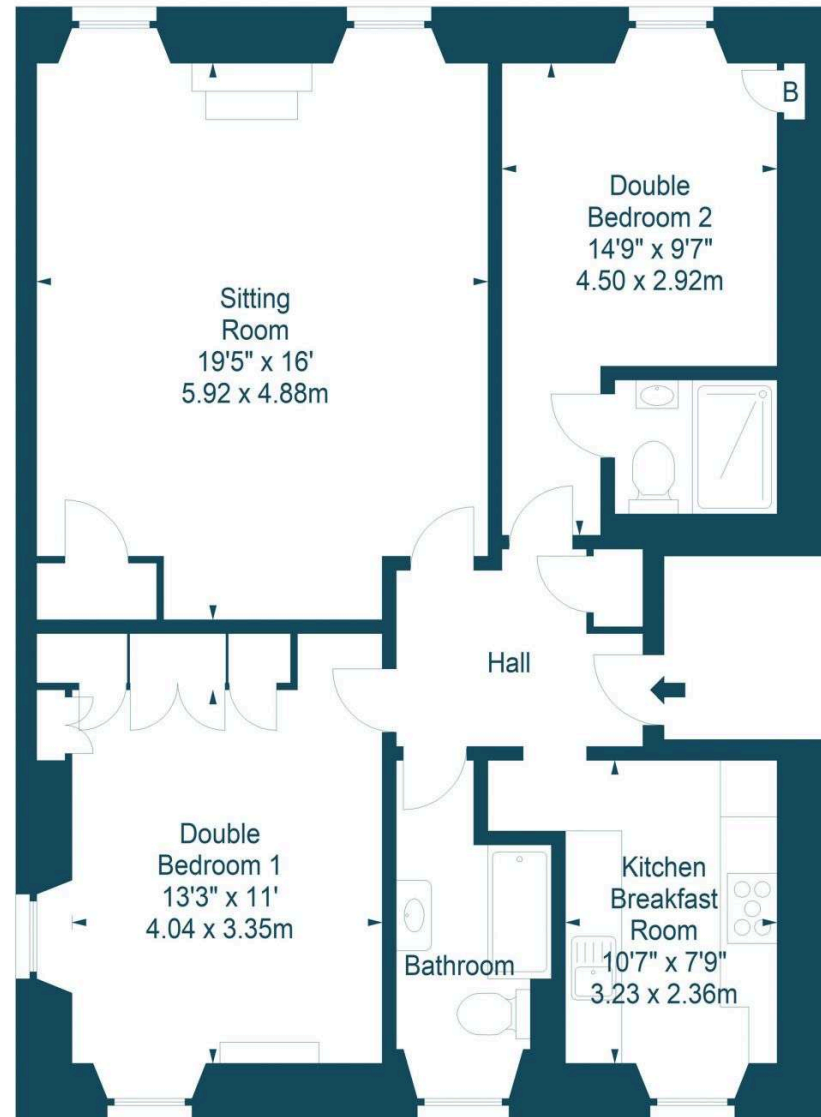 B
Double
Bedroom 2
14'9" x 9'7"
4.50 x 2.92m
Sitting
Room
19'5" x 16'
5.92 x 4.88m
Hall
Double
Bedroom 1
13'3" x 11'
4.04 x 3.35m
Bathroom
Kitchen
Breakfast
Room
10'7" x 7'9"
3.23 x 2.36m